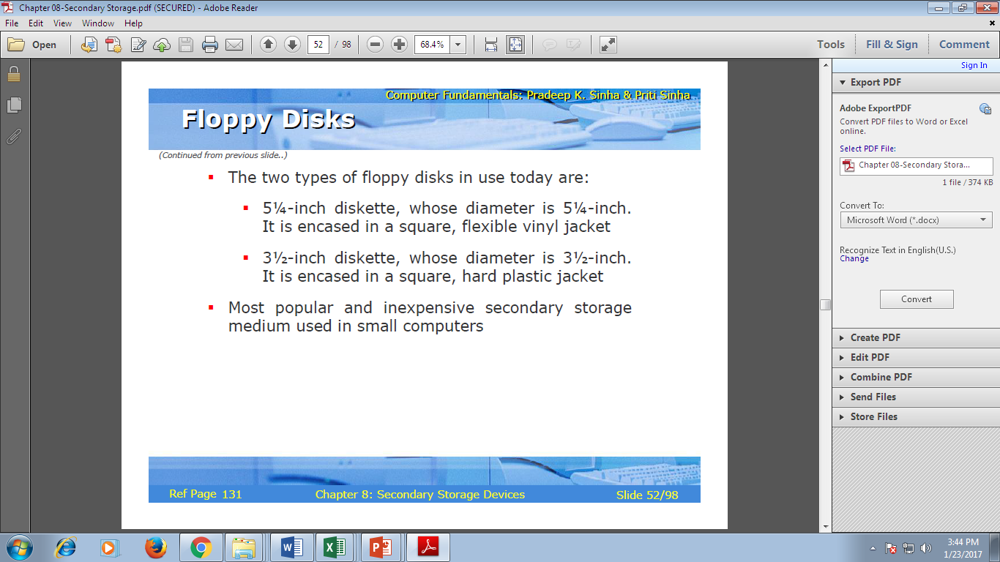 Chapter 08-Secondary Storage.pdf (SECURED) - Adobe Reader
File Edit View Window Help
Open 52 / 98 68.4% Tools Fill & Sign Comment
Sign In
Export PDF
Adobe ExportPDF
Convert PDF files to Word or Excel
online.
Select PDF File:
Chapter 08-Secondary Stora...
1 file / 374 KB
Convert To:
Microsoft Word (*.docx)
Recognize Text in English(U.S.)
Change
Convert
Create PDF
Edit PDF
Combine PDF
Send Files
Store Files
Computer Fundamentals: Pradeep K. Sinha & Priti Sinha
Floppy Disks
(Continued from previous slide..)
The two types of floppy disks in use today are:
5¼-inch diskette, whose diameter is 5¼-inch.
It is encased in a square, flexible vinyl jacket
3½-inch diskette, whose diameter is 3½-inch.
It is encased in a square, hard plastic jacket
Most popular and inexpensive secondary storage
medium used in small computers
Ref Page 131 Chapter 8: Secondary Storage Devices Slide 52/98
3:44 PM
1/23/2017